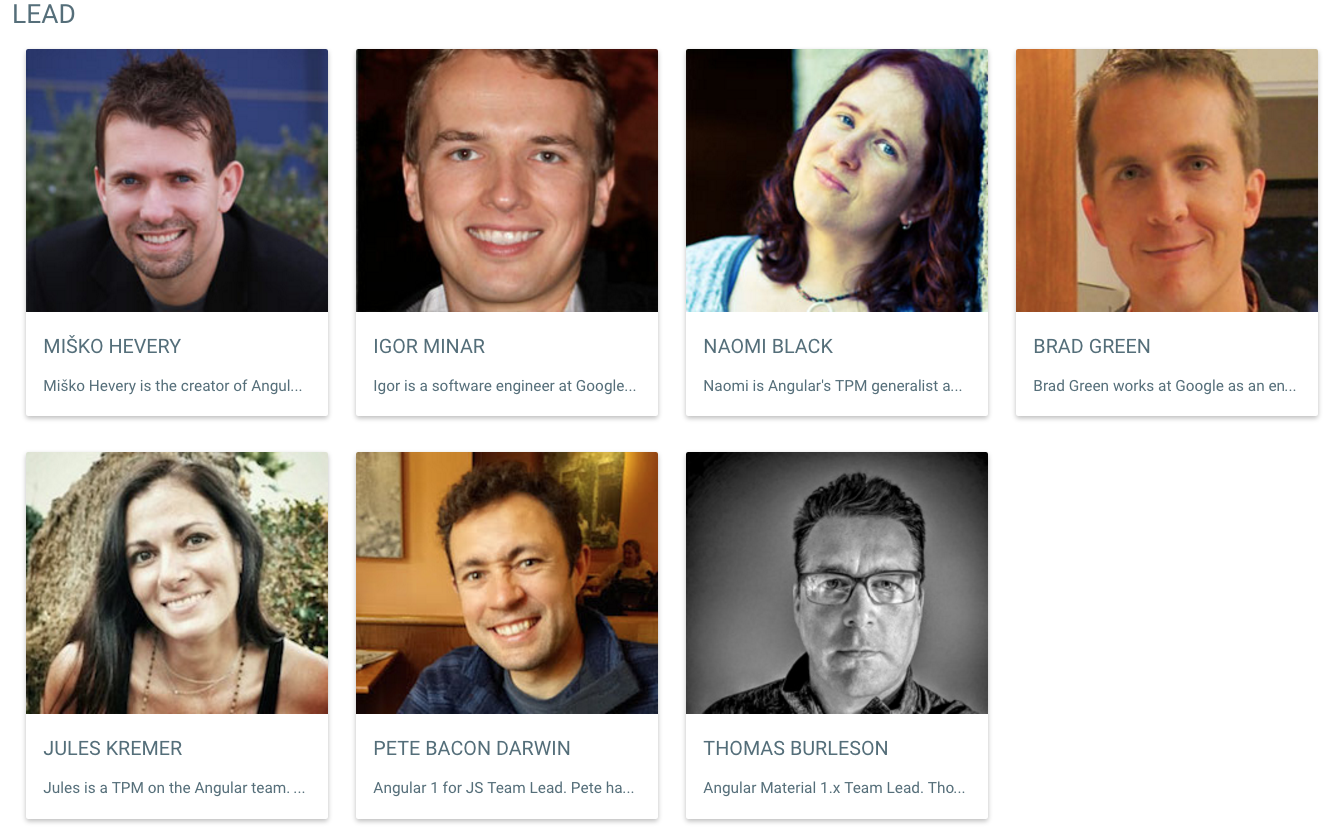 LEAD
MIŠKO HEVERY
Miško Hevery is the creator of Angul...
IGOR MINAR
Igor is a software engineer at Google...
NAOMI BLACK
Naomi is Angular's TPM generalist a...
BRAD GREEN
Brad Green works at Google as an en...
JULES KREMER
Jules is a TPM on the Angular team. ...
PETE BACON DARWIN
Angular 1 for JS Team Lead. Pete ha...
THOMAS BURLESON
Angular Material 1.x Team Lead. Tho...